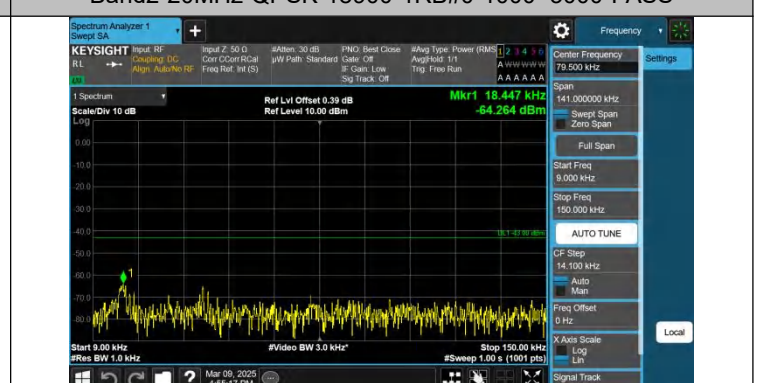 Spectrum Analyzer 1
Swept SA
+
Frequency
KEYSIGHT
RL
Input: RF
Coupling: DC
Align: Auto/No RF
Input Z: 50 Ω
Corr CCorr RCal
Freq Ref: Int (S)
#Atten: 30 dB
µW Path: Standard
PNO: Best Close
Gate: Off
IF Gain: Low
Sig Track: Off
#Avg Type: Power (RMS)
Avg|Hold: 1/1
Trig: Free Run
1 2 3 4 5 6
A W W W W W
A A A A A A
1 Spectrum
Scale/Div 10 dB
Log
Ref Lvl Offset 0.39 dB
Ref Level 10.00 dBm
Mkr1 18.447 kHz
-64.264 dBm
0.00
-10.0
-20.0
-30.0
-40.0
-50.0
-60.0
-70.0
-80.0
1
Start 9.00 kHz
#Res BW 1.0 kHz
#Video BW 3.0 kHz*
Stop 150.00 kHz
#Sweep 1.00 s (1001 pts)
Center Frequency
79.500 kHz
Settings
Span
141.000000 kHz
Swept Span
Zero Span
Full Span
Start Freq
9.000 kHz
Stop Freq
150.000 kHz
AUTO TUNE
CF Step
14.100 kHz
Auto
Man
Freq Offset
0 Hz
X Axis Scale
Log
Lin
Local
Signal Track
?
Mar 09, 2025